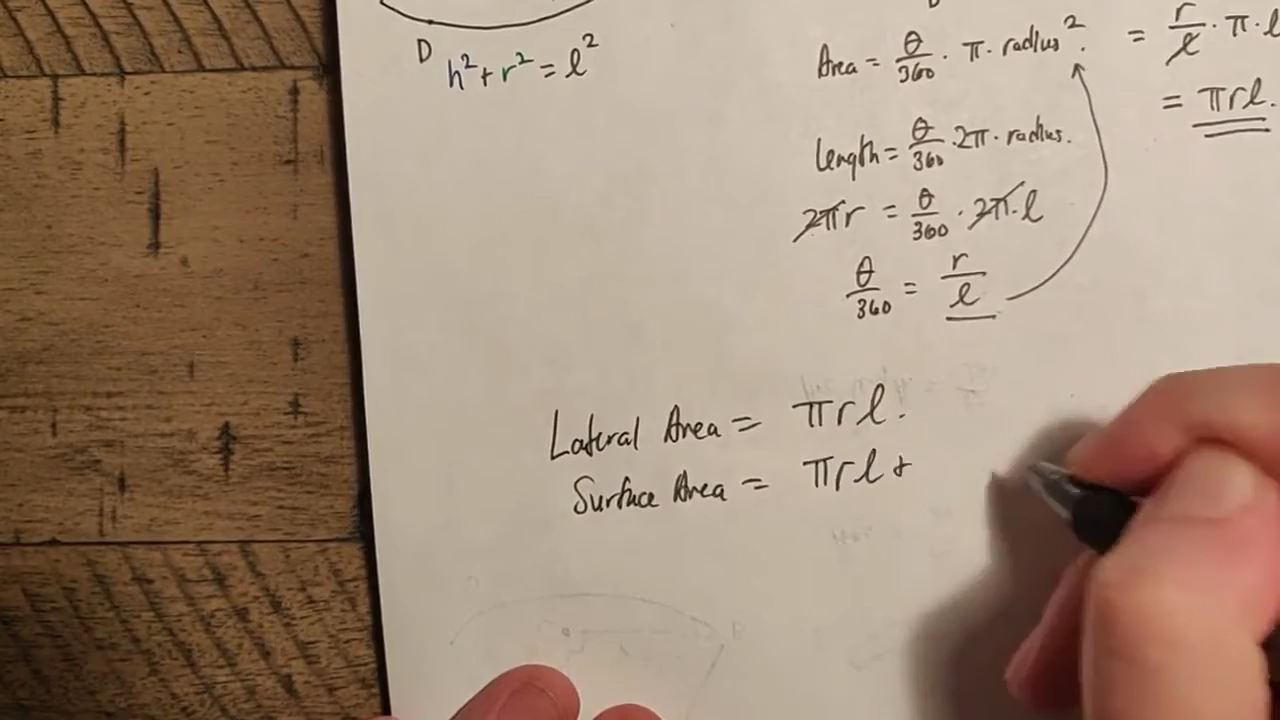 D
h² + r² = l²
Area = θ/360 · π · radius².
= r/l · π · l
= πrl.
length = θ/360 · 2π · radius.
2πr = θ/360 · 2π · l
θ/360 = r/l
Lateral Area = πrl.
Surface Area = πrl +